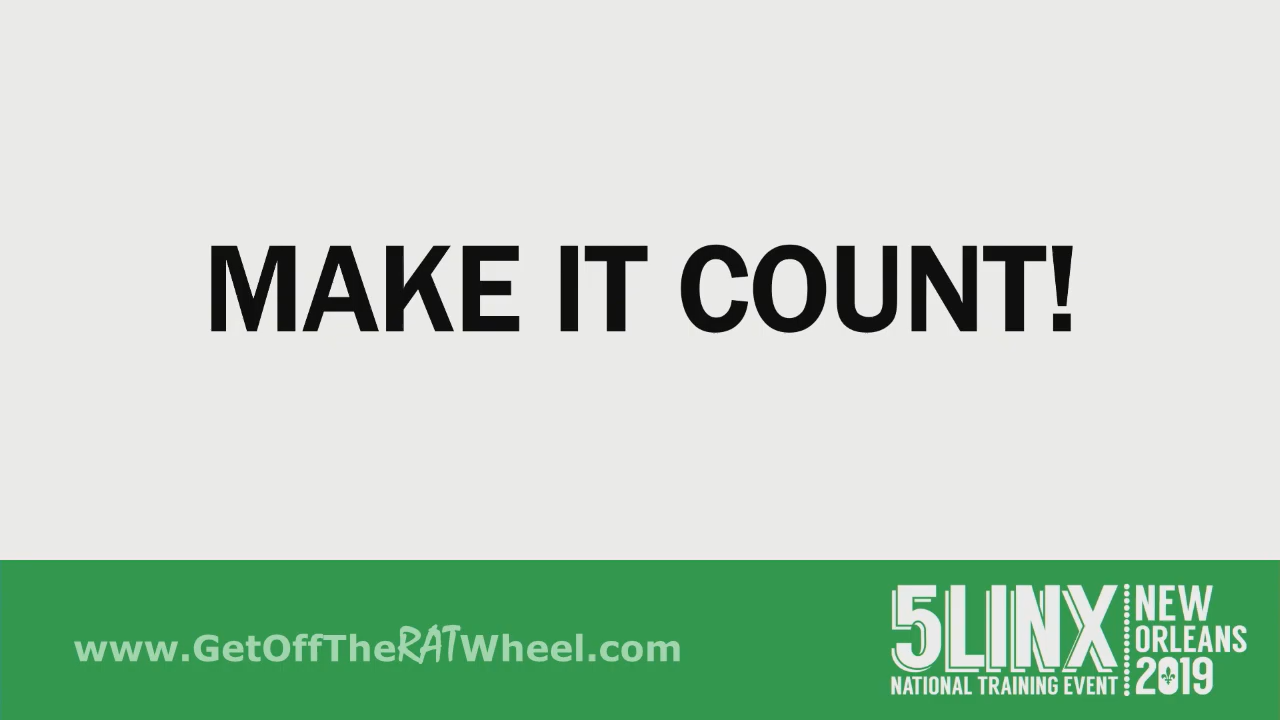 MAKE IT COUNT!
www.GetOffTheRATWheel.com
5LINX
NATIONAL TRAINING EVENT
NEW
ORLEANS
2019